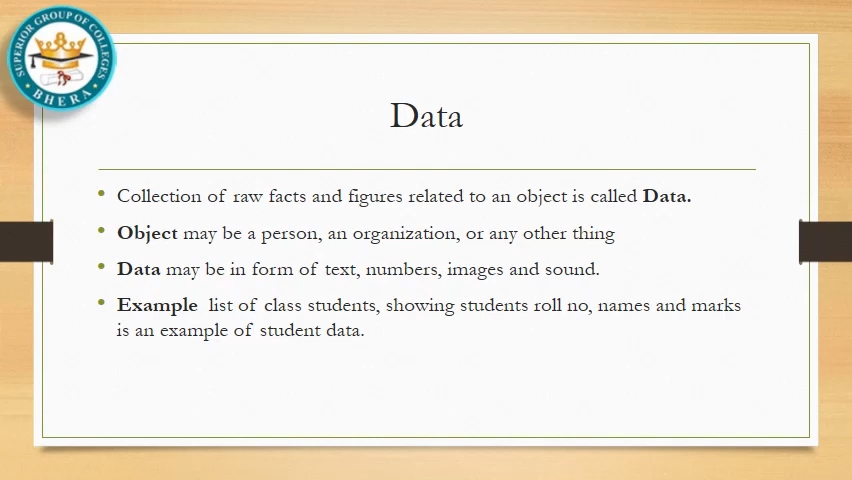 SUPERIOR GROUP OF COLLEGES
BHERA
Data
• Collection of raw facts and figures related to an object is called Data.
• Object may be a person, an organization, or any other thing
• Data may be in form of text, numbers, images and sound.
• Example list of class students, showing students roll no, names and marks
is an example of student data.